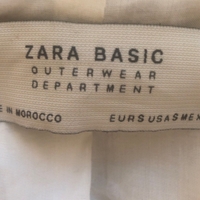 ZARA BASIC
OUTERWEAR
DEPARTMENT
E IN MOROCCO EUR S USA S MEX